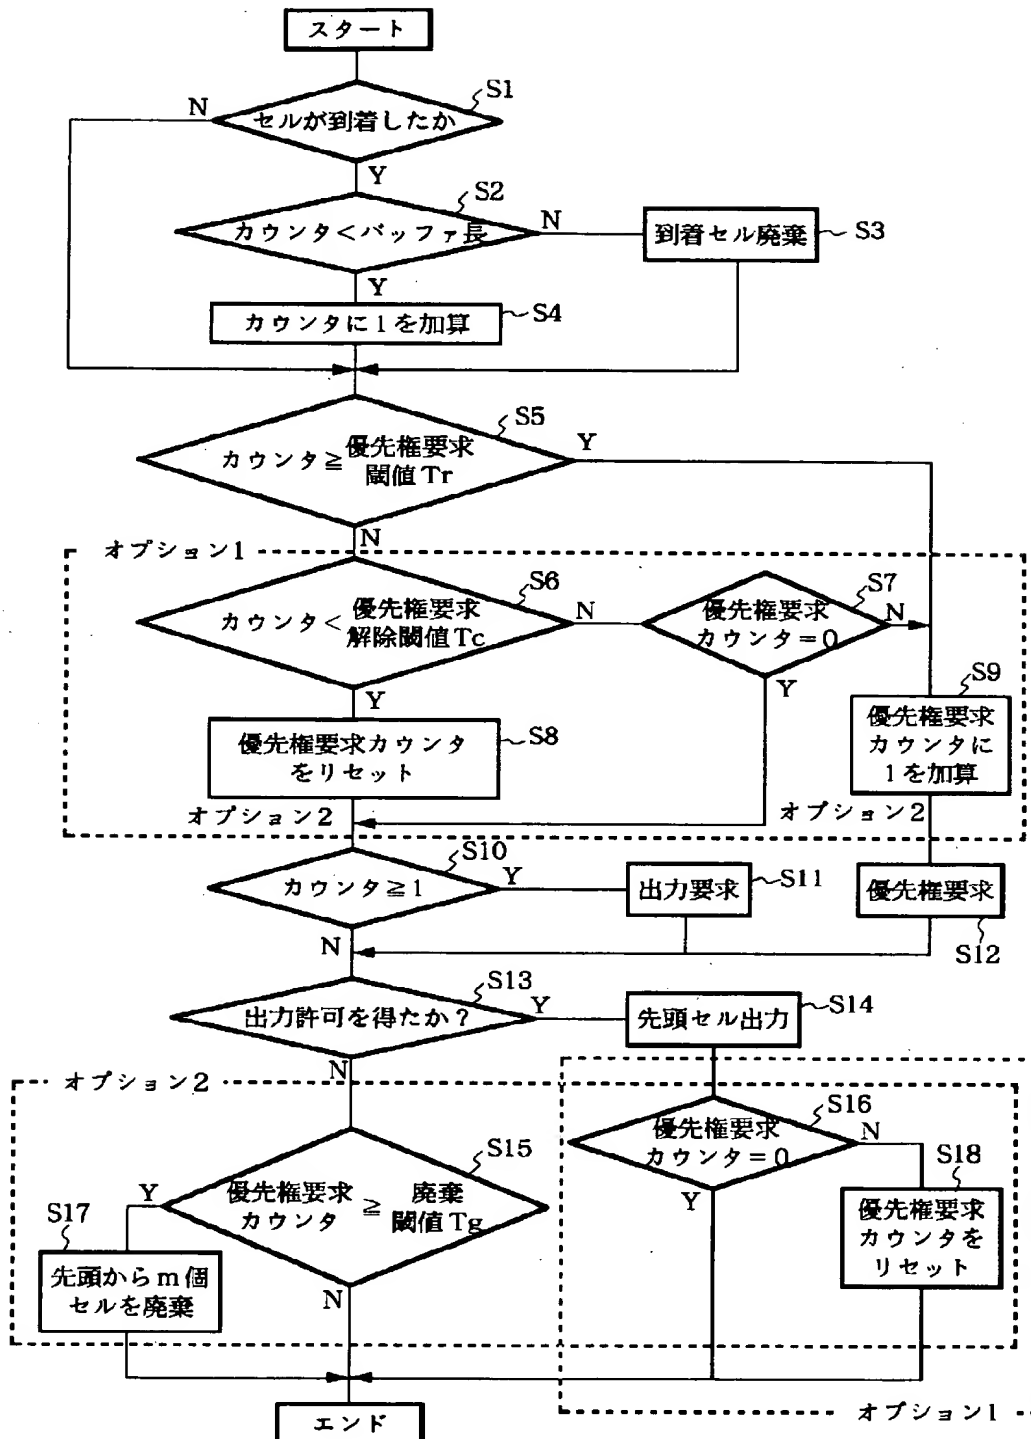 スタート
S1
N
セルが到着したか
Y
S2
N
カウンタ＜バッファ長
到着セル廃棄
S3
Y
S4
カウンタに1を加算
S5
Y
カウンタ≧優先権要求
閾値Tr
N
オプション1
S6
S7
カウンタ＜優先権要求
解除閾値Tc
N
優先権要求
カウンタ＝0
N
Y
Y
S9
優先権要求カウンタ
をリセット
S8
優先権要求
カウンタに
1を加算
オプション2
オプション2
S10
カウンタ≧1
Y
出力要求
S11
優先権要求
N
S12
S13
出力許可を得たか？
Y
先頭セル出力
S14
N
オプション2
S16
優先権要求
カウンタ＝0
N
S15
S18
Y
優先権要求
カウンタ
≧
廃棄
閾値Tg
Y
S17
優先権要求
カウンタを
リセット
先頭からm個
セルを廃棄
N
エンド
オプション1